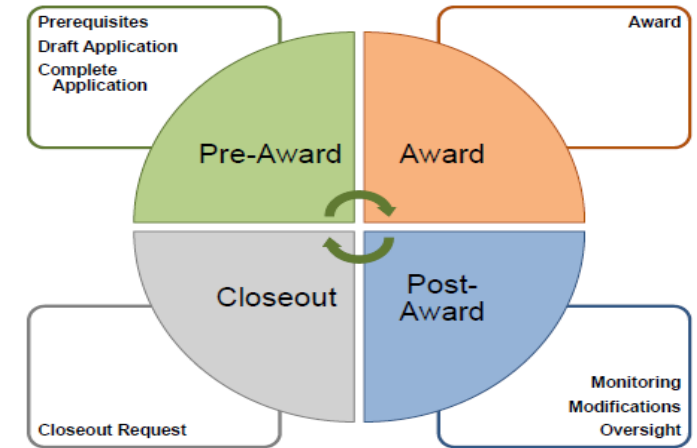 Prerequisites
Draft Application
Complete
Application
Award
Pre-Award
Award
Closeout
Post-
Award
Closeout Request
Monitoring
Modifications
Oversight